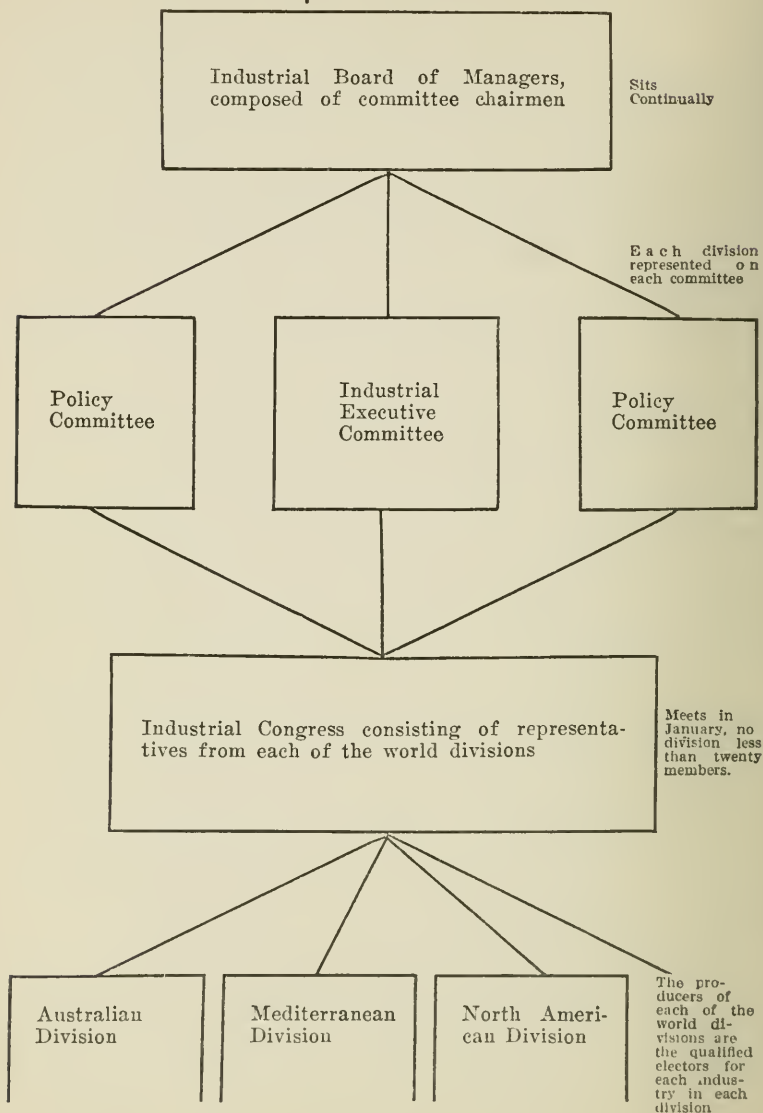 Industrial Board of Managers,
composed of committee chairmen
Sits
Continually
Each division
represented on
each committee
Policy
Committee
Industrial
Executive
Committee
Policy
Committee
Industrial Congress consisting of representa-
tives from each of the world divisions
Meets in
January, no
division less
than twenty
members.
Australian
Division
Mediterranean
Division
North Ameri-
can Division
The pro-
ducers of
each of the
world di-
visions are
the qualified
electors for
each indus-
try in each
division